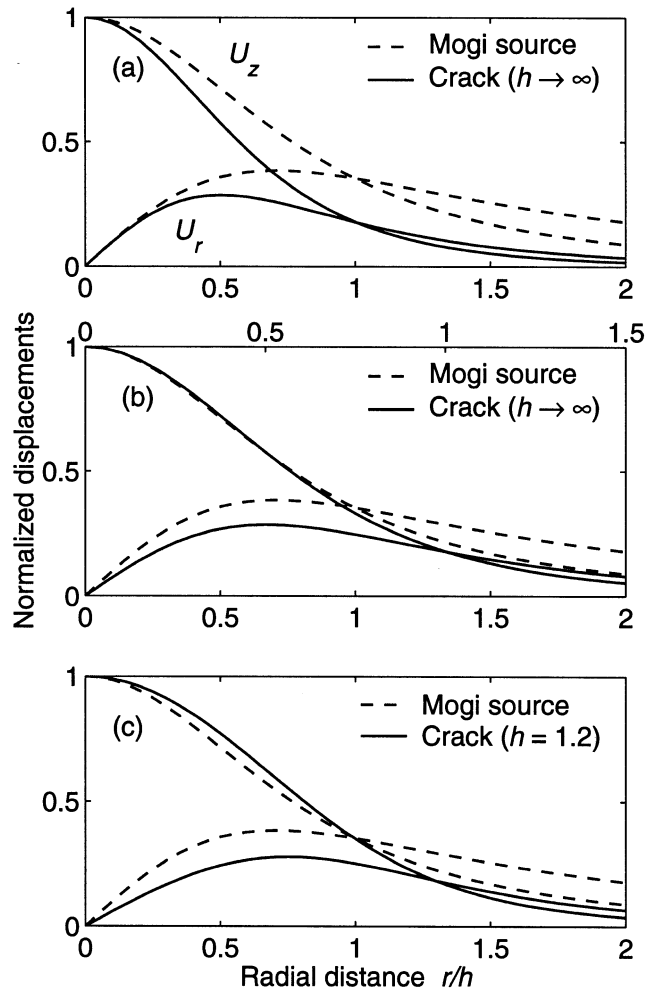 1
(a)
U_z
Mogi source
Crack (h → ∞)
0.5
U_r
0
0 0.5 1 1.5 2
0 0.5 1 1.5
1
(b)
Mogi source
Crack (h → ∞)
0.5
0
0 0.5 1 1.5 2
Normalized displacements
1
(c)
Mogi source
Crack (h = 1.2)
0.5
0
0 0.5 1 1.5 2
Radial distance r/h